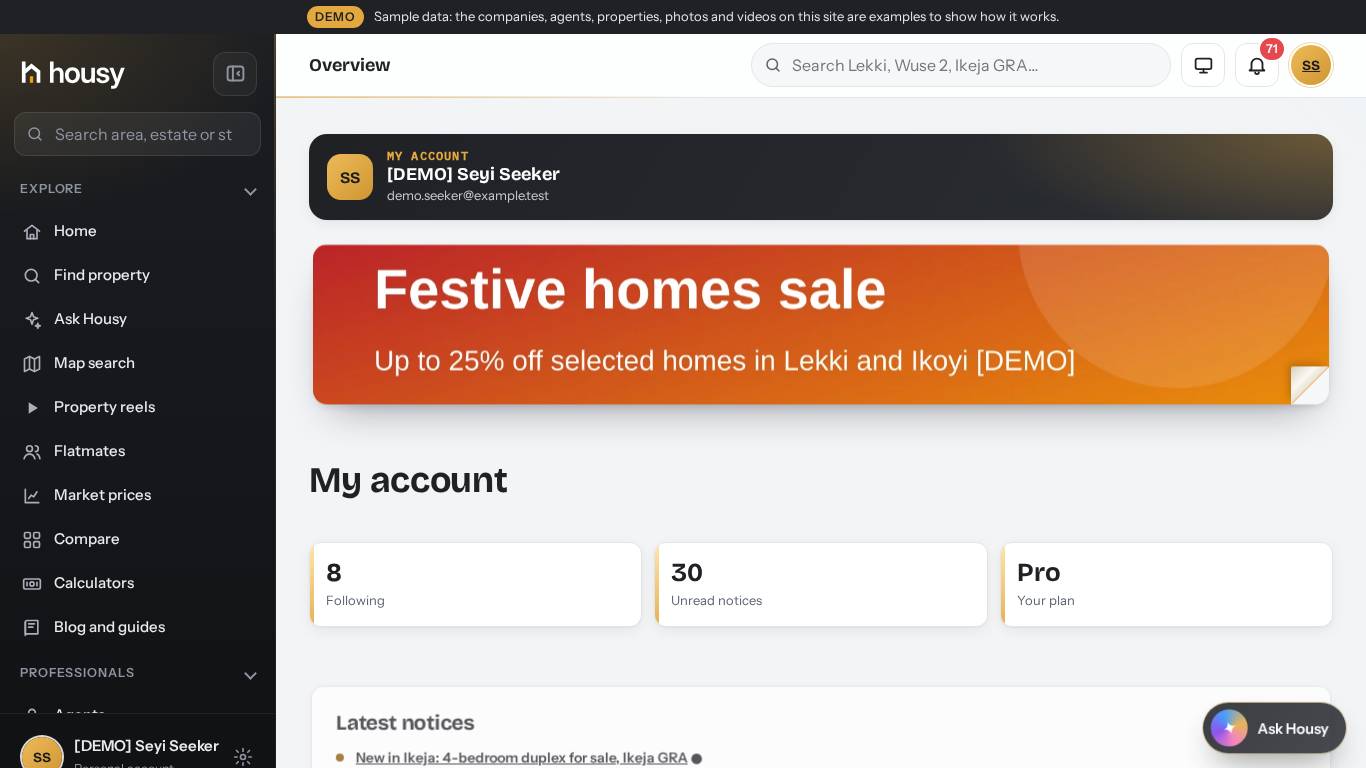 DEMO Sample data: the companies, agents, properties, photos and videos on this site are examples to show how it works.
housy
Search area, estate or st
EXPLORE
Home
Find property
Ask Housy
Map search
Property reels
Flatmates
Market prices
Compare
Calculators
Blog and guides
PROFESSIONALS
Agents
SS
[DEMO] Seyi Seeker
Personal account
Overview
Search Lekki, Wuse 2, Ikeja GRA...
71
SS
SS
MY ACCOUNT
[DEMO] Seyi Seeker
demo.seeker@example.test
Festive homes sale
Up to 25% off selected homes in Lekki and Ikoyi [DEMO]
My account
8
Following
30
Unread notices
Pro
Your plan
Latest notices
New in Ikeja: 4-bedroom duplex for sale, Ikeja GRA
Ask Housy